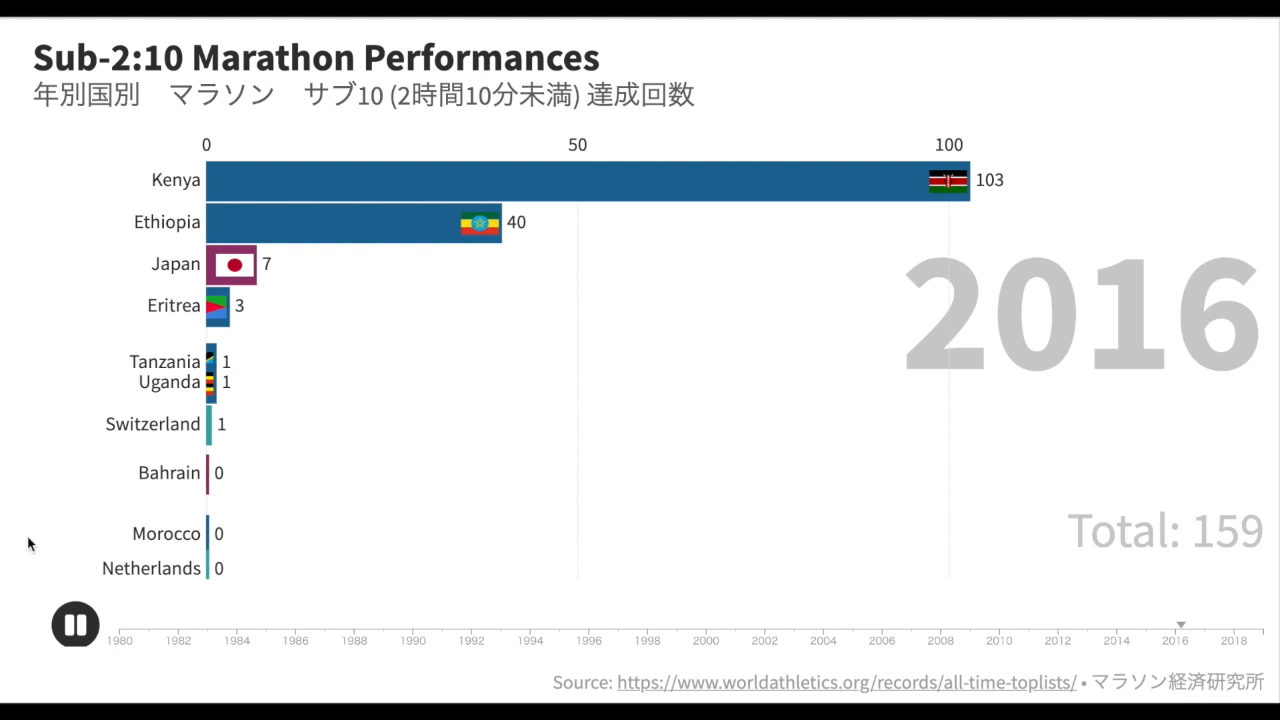 Sub-2:10 Marathon Performances
年別国別　マラソン　サブ10 (2時間10分未満) 達成回数
0 50 100
Kenya 103
Ethiopia 40
Japan 7
Eritrea 3
2016
Tanzania 1
Uganda 1
Switzerland 1
Bahrain 0
Morocco 0
Total: 159
Netherlands 0
1980 1982 1984 1986 1988 1990 1992 1994 1996 1998 2000 2002 2004 2006 2008 2010 2012 2014 2016 2018
Source: https://www.worldathletics.org/records/all-time-toplists/ • マラソン経済研究所